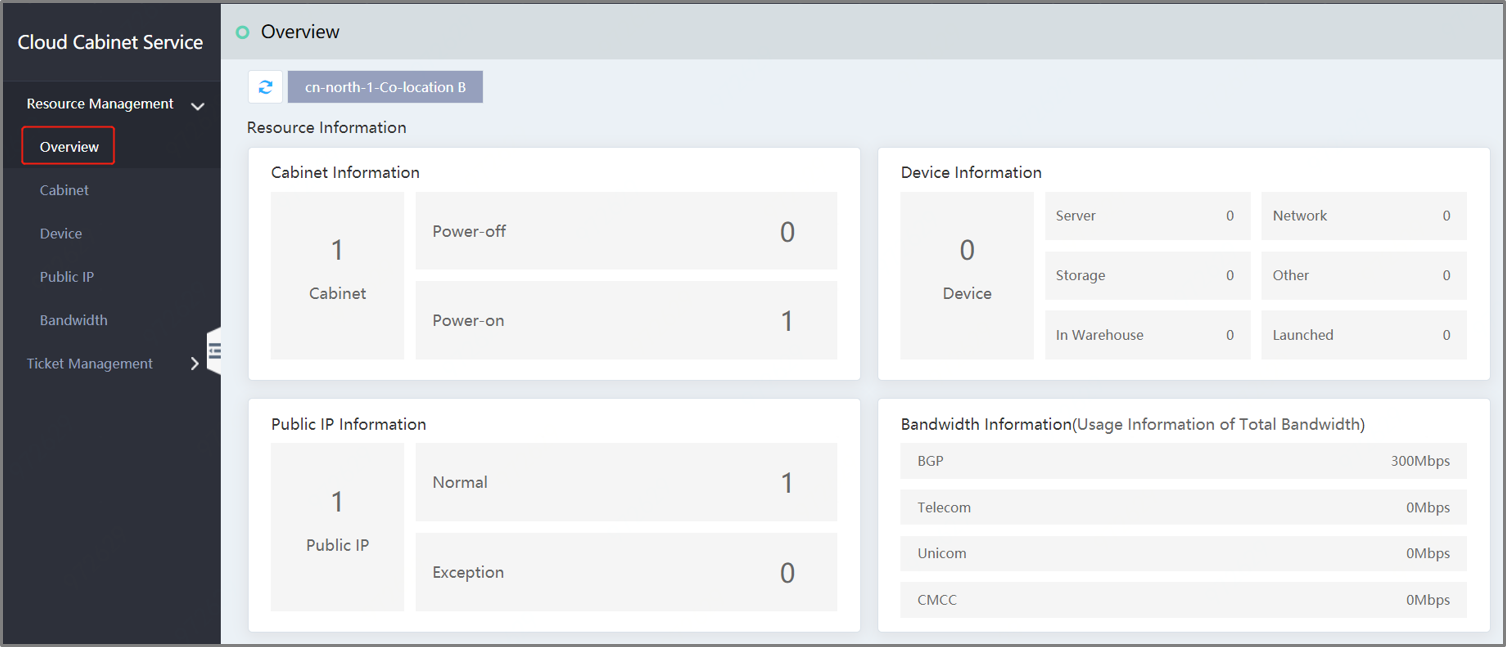 Cloud Cabinet Service
Resource Management
Overview
Cabinet
Device
Public IP
Bandwidth
Ticket Management
Overview
cn-north-1-Co-location B
Resource Information
Cabinet Information
1
Cabinet
Power-off 0
Power-on 1
Device Information
0
Device
Server 0
Network 0
Storage 0
Other 0
In Warehouse 0
Launched 0
Public IP Information
1
Public IP
Normal 1
Exception 0
Bandwidth Information(Usage Information of Total Bandwidth)
BGP 300Mbps
Telecom 0Mbps
Unicom 0Mbps
CMCC 0Mbps